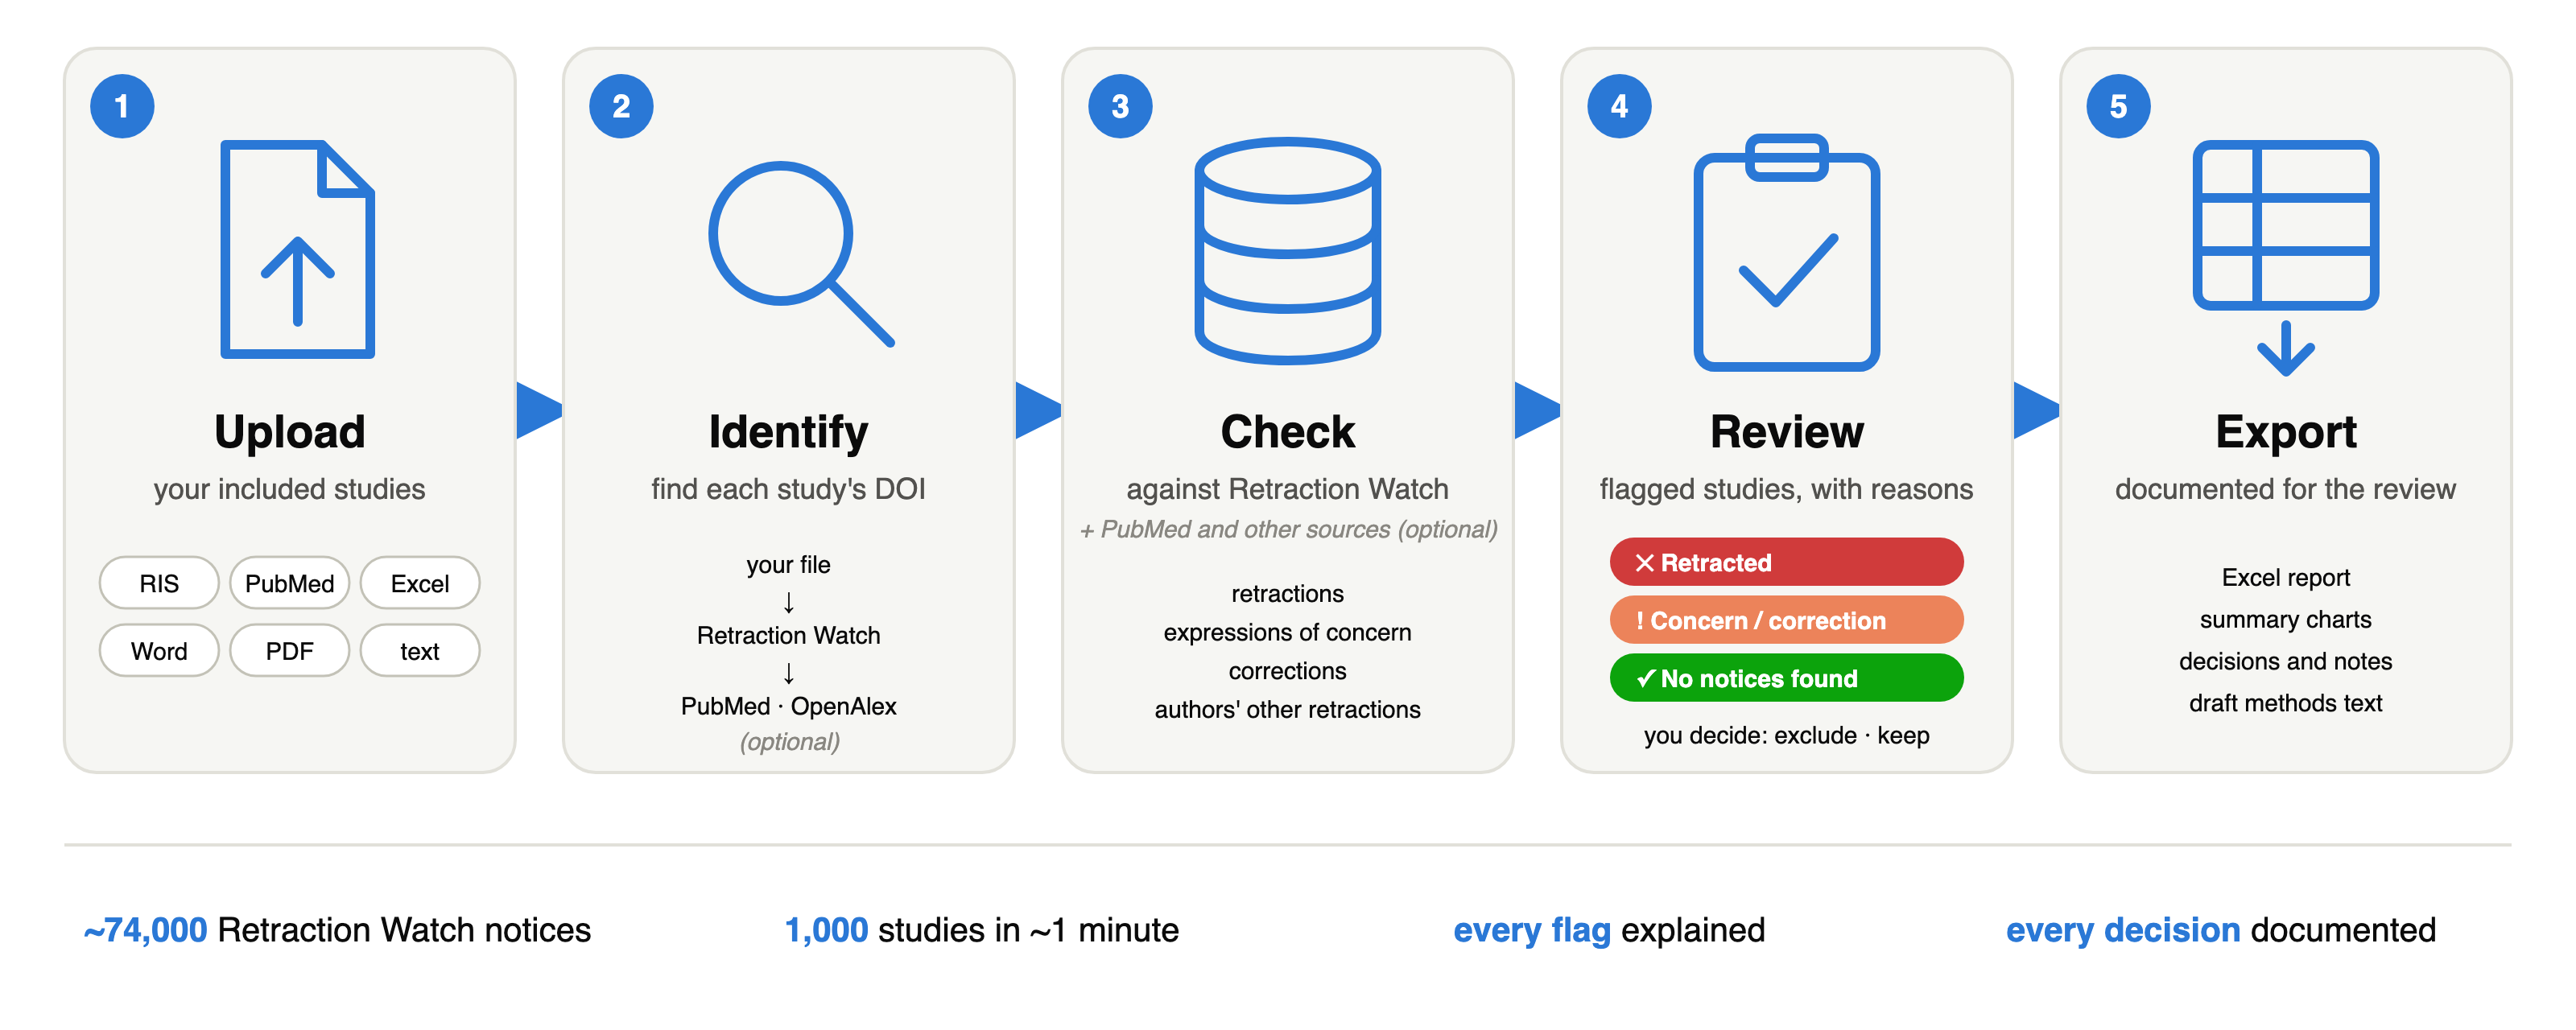 1
Upload
your included studies
RIS
PubMed
Excel
Word
PDF
text
2
Identify
find each study's DOI
your file
↓
Retraction Watch
↓
PubMed · OpenAlex
(optional)
3
Check
against Retraction Watch
+ PubMed and other sources (optional)
retractions
expressions of concern
corrections
authors' other retractions
4
Review
flagged studies, with reasons
✕ Retracted
! Concern / correction
✓ No notices found
you decide: exclude · keep
5
Export
documented for the review
Excel report
summary charts
decisions and notes
draft methods text
~74,000 Retraction Watch notices
1,000 studies in ~1 minute
every flag explained
every decision documented